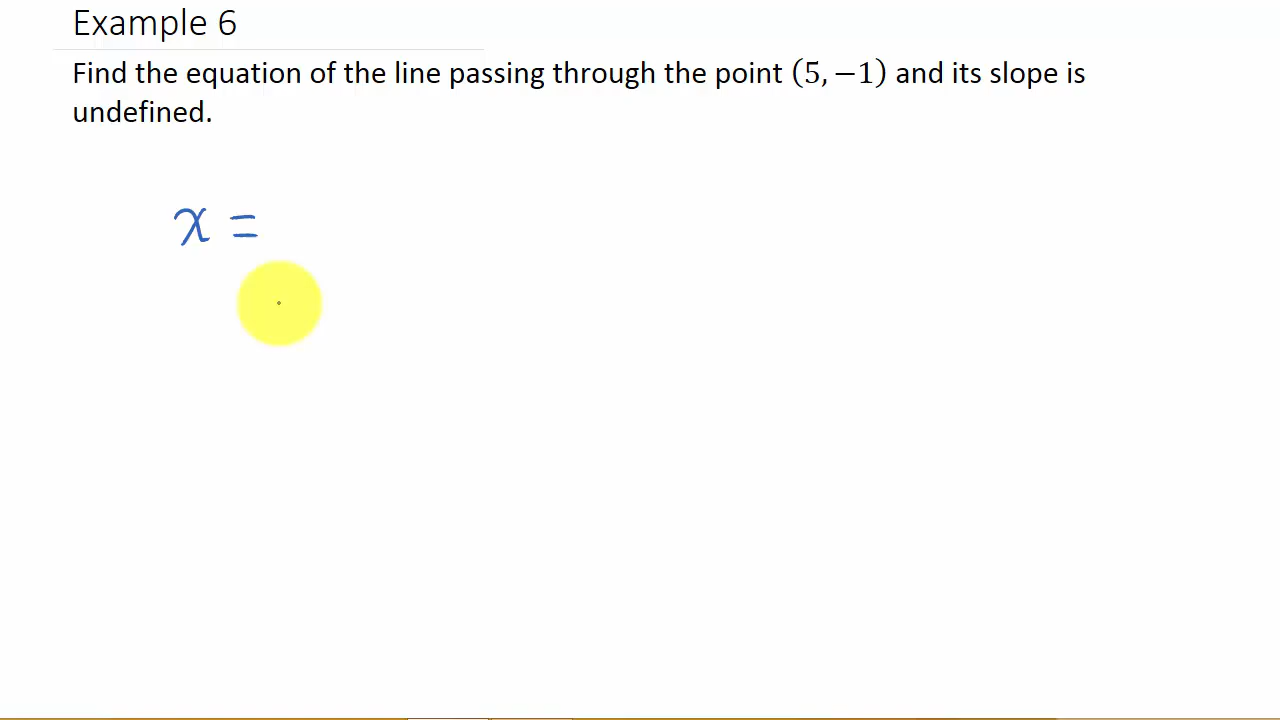 Example 6
Find the equation of the line passing through the point (5, −1) and its slope is
undefined.
x =